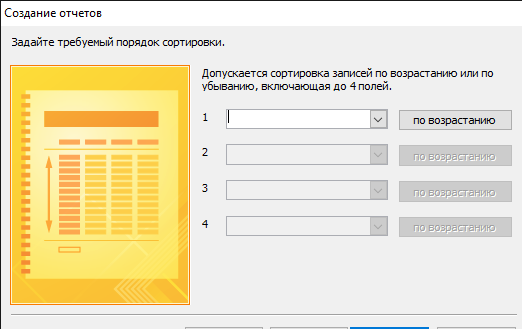 Создание отчетов
Задайте требуемый порядок сортировки.
Допускается сортировка записей по возрастанию или по
убыванию, включающая до 4 полей.
1 по возрастанию
2 по возрастанию
3 по возрастанию
4 по возрастанию